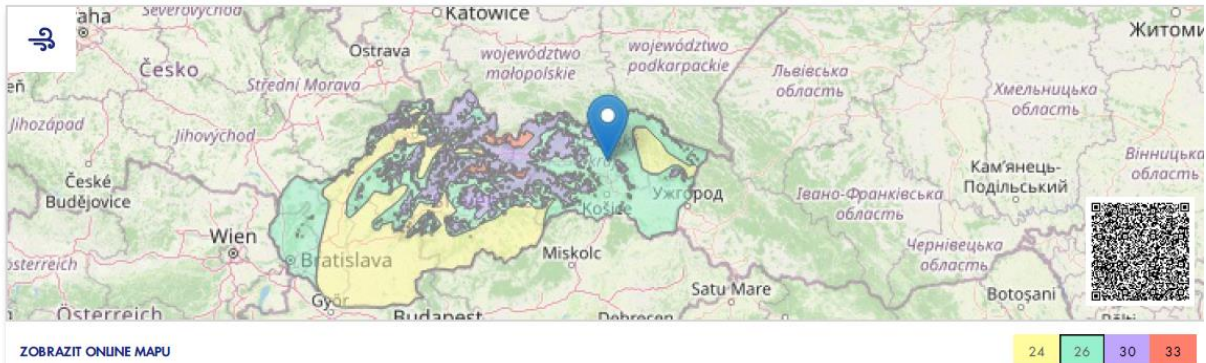 Severovýchod
Katowice
Житоми
Ostrava
województwo
małopolskie
województwo
podkarpackie
Česko
Střední Morava
Львівська
область
Хмельницька
область
Jihozápad
Jihovýchod
České
Budějovice
Кам'янець-
Подільський
Вінницька
область
Ужгород
Košice
Івано-Франківська
область
Wien
Bratislava
Miskolc
Чернівецька
область
Satu Mare
Botoșani
Győr
Österreich
Budapest
Debrecen
Bălți
ZOBRAZIT ONLINE MAPU
24 26 30 33